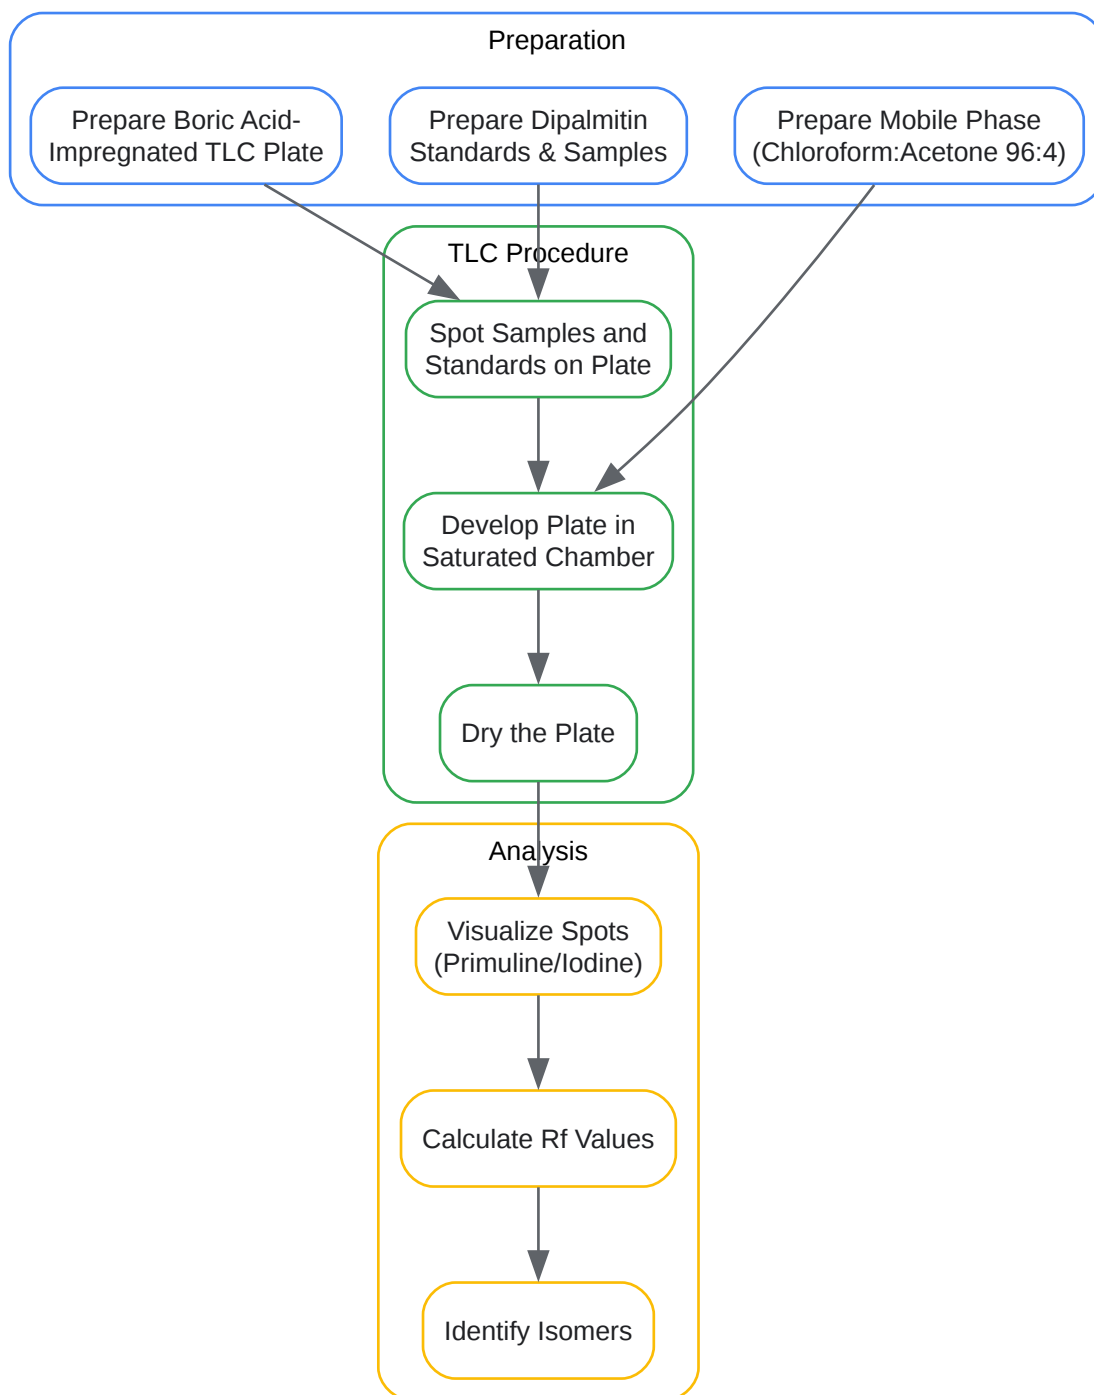 Preparation
Prepare Boric Acid-
Impregnated TLC Plate
Prepare Dipalmitin
Standards & Samples
Prepare Mobile Phase
(Chloroform:Acetone 96:4)
TLC Procedure
Spot Samples and
Standards on Plate
Develop Plate in
Saturated Chamber
Dry the Plate
Analysis
Visualize Spots
(Primuline/Iodine)
Calculate Rf Values
Identify Isomers